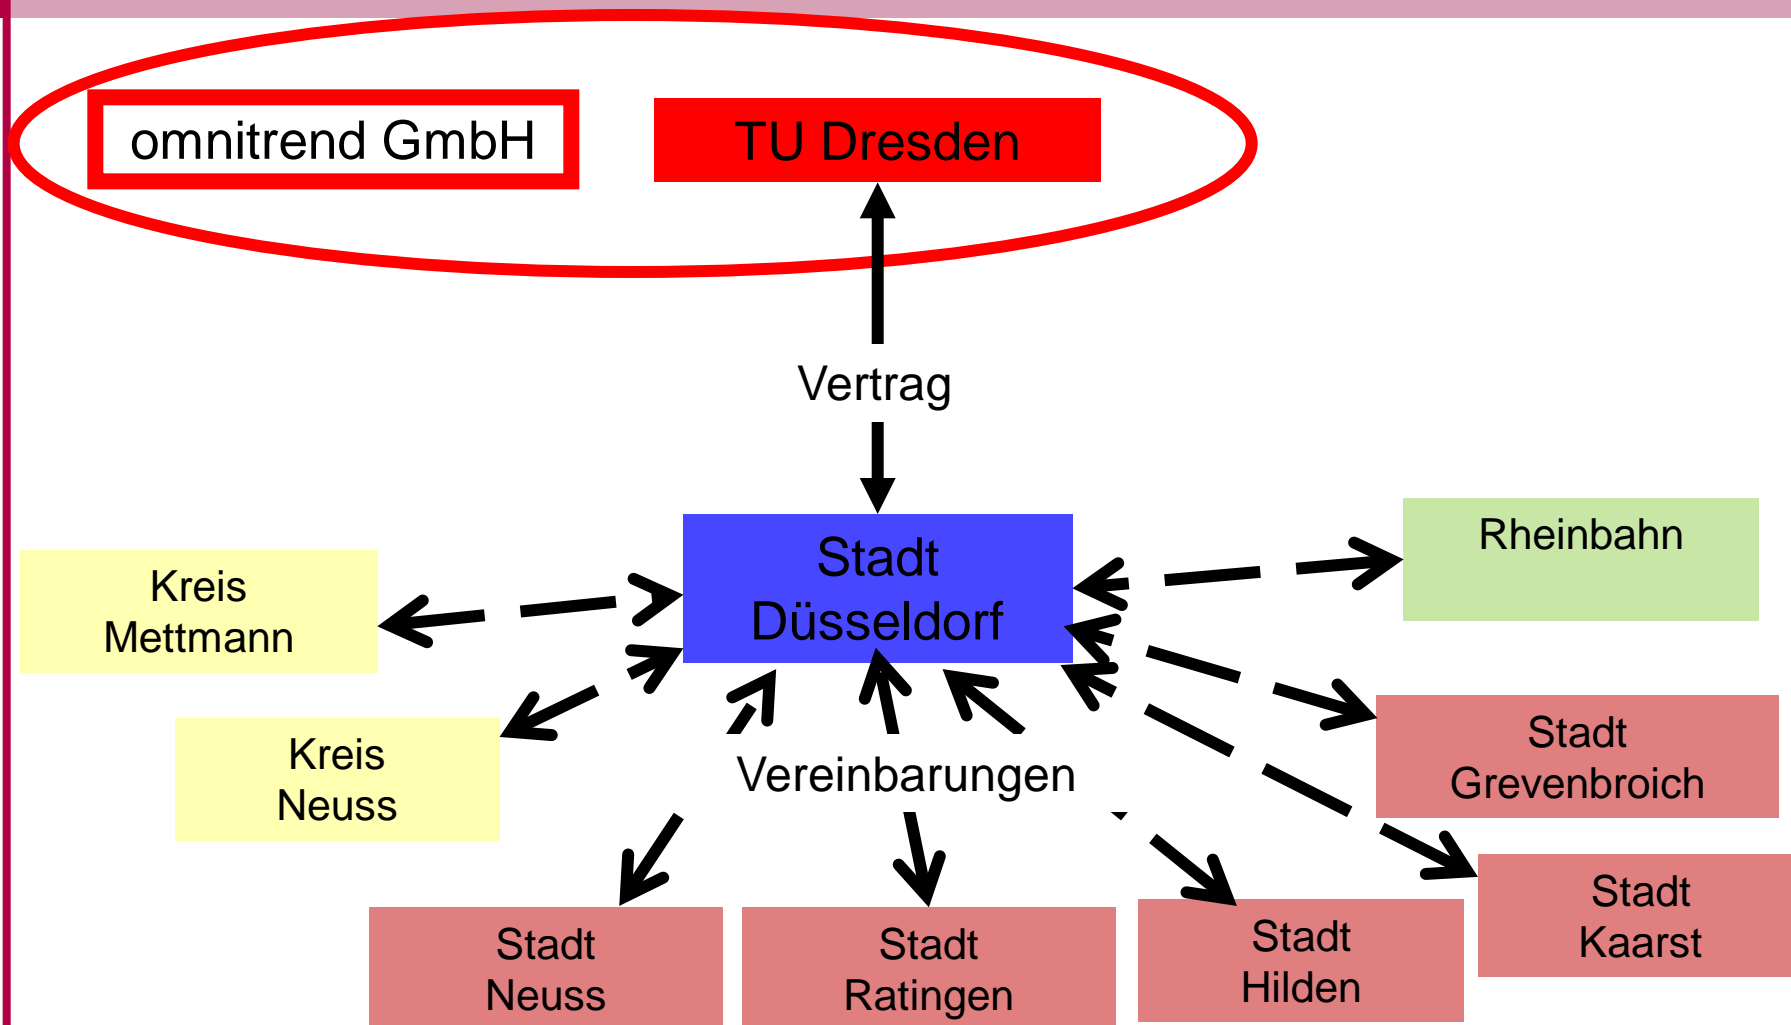 omnitrend GmbH
TU Dresden
Vertrag
Stadt
Düsseldorf
Rheinbahn
Kreis
Mettmann
Kreis
Neuss
Vereinbarungen
Stadt
Grevenbroich
Stadt
Kaarst
Stadt
Neuss
Stadt
Ratingen
Stadt
Hilden